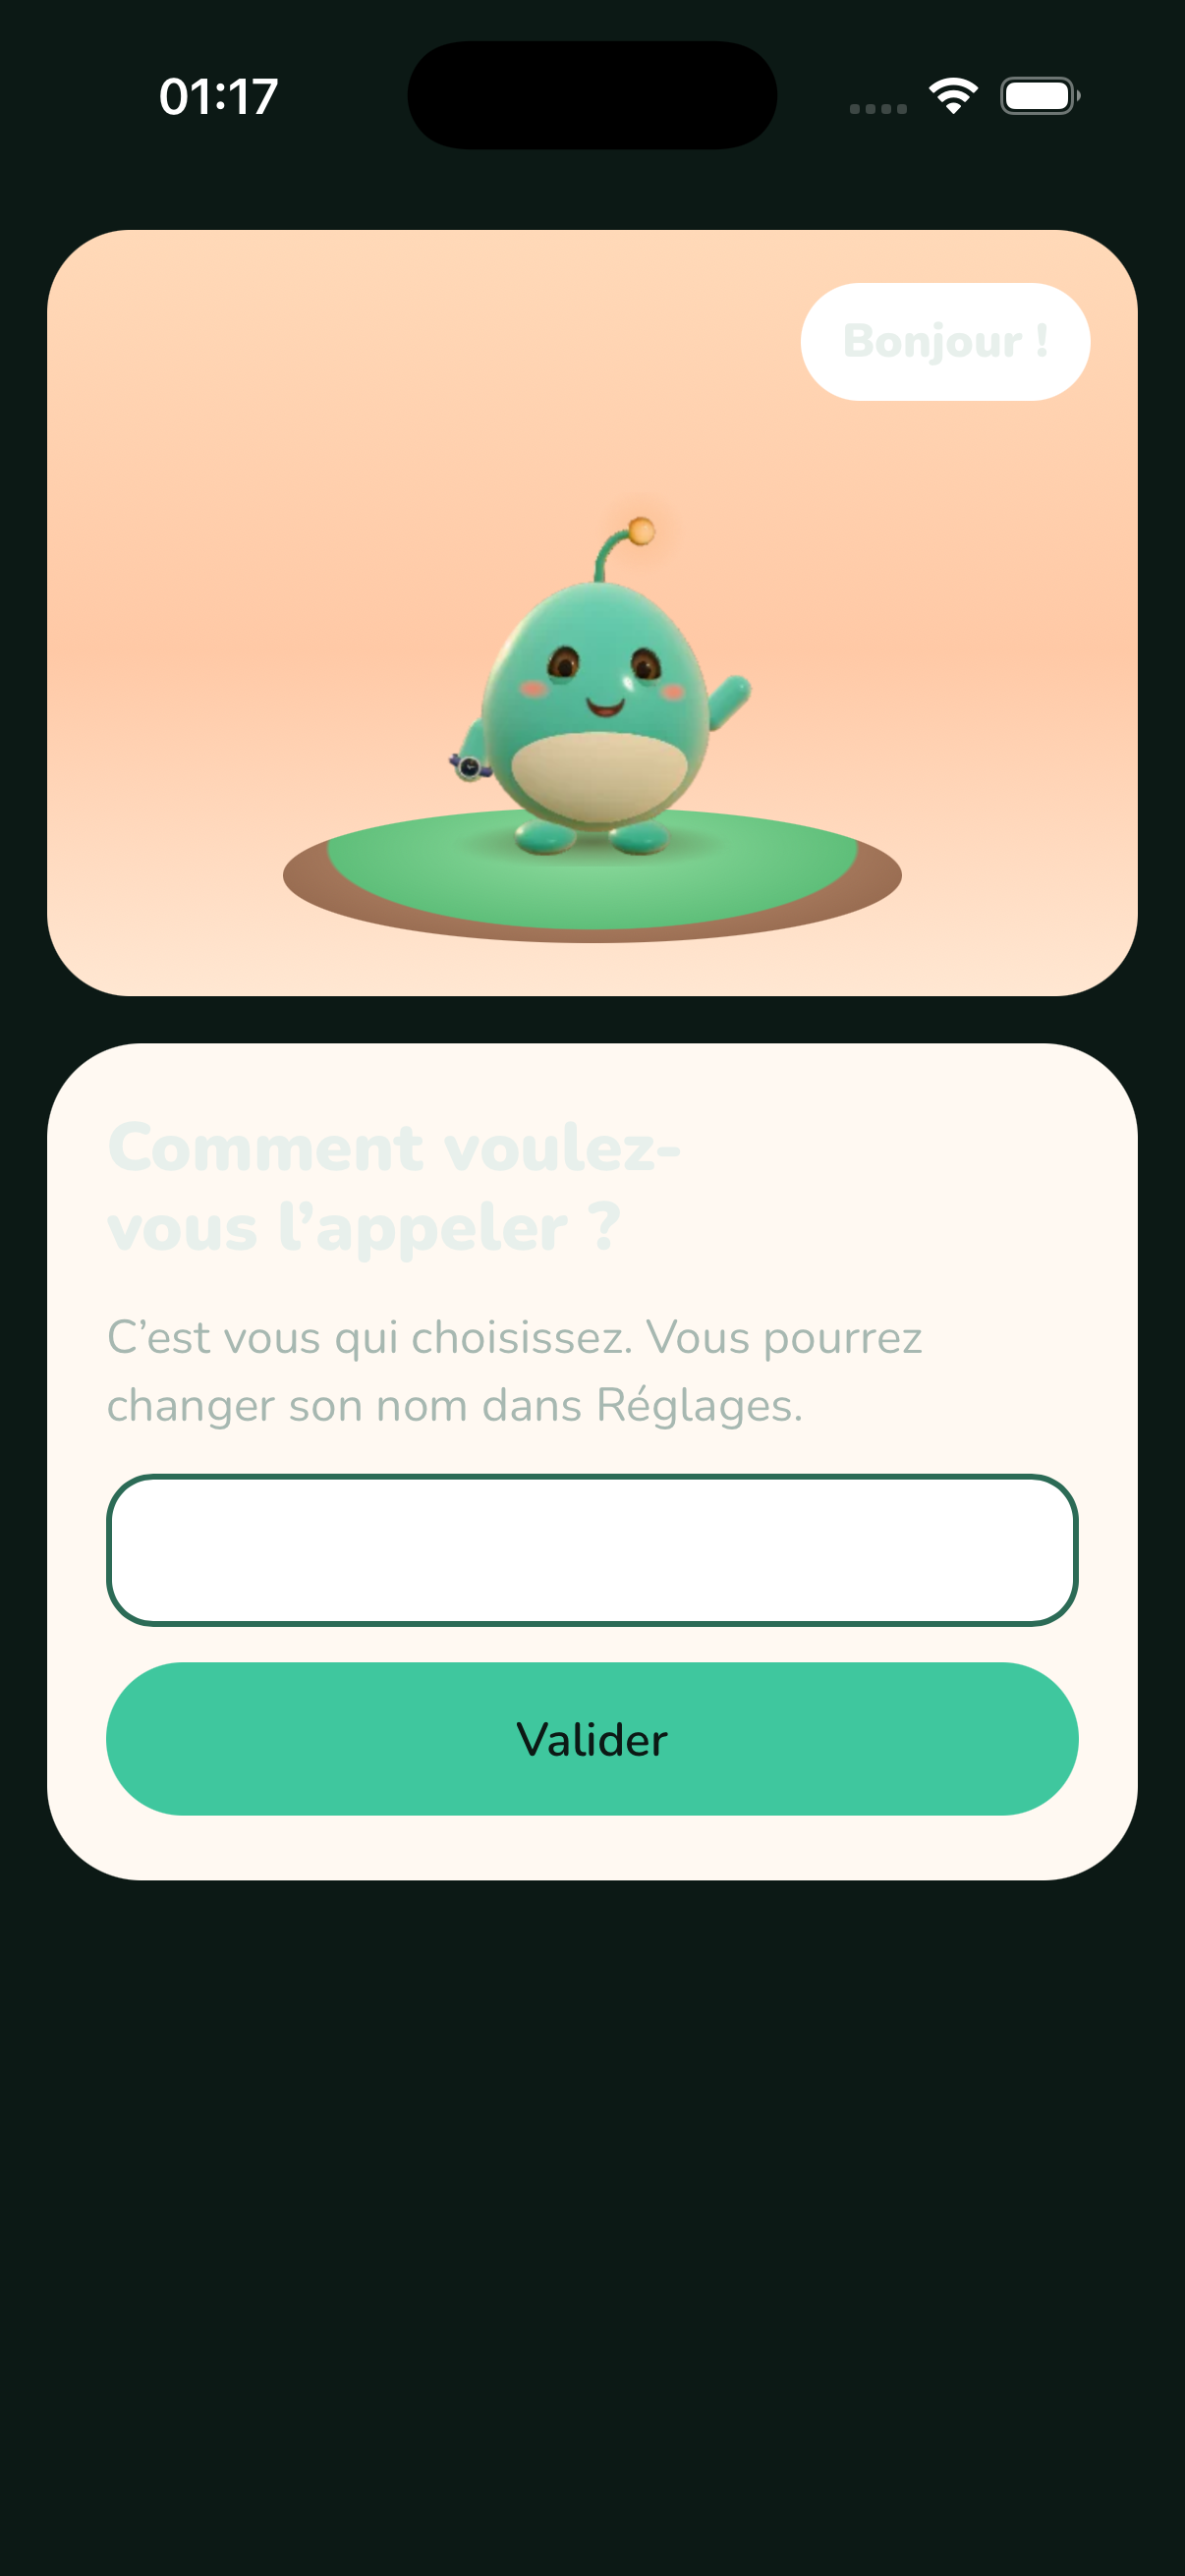 01:17
Bonjour !
Comment voulez-
vous l’appeler ?
C’est vous qui choisissez. Vous pourrez
changer son nom dans Réglages.
Valider